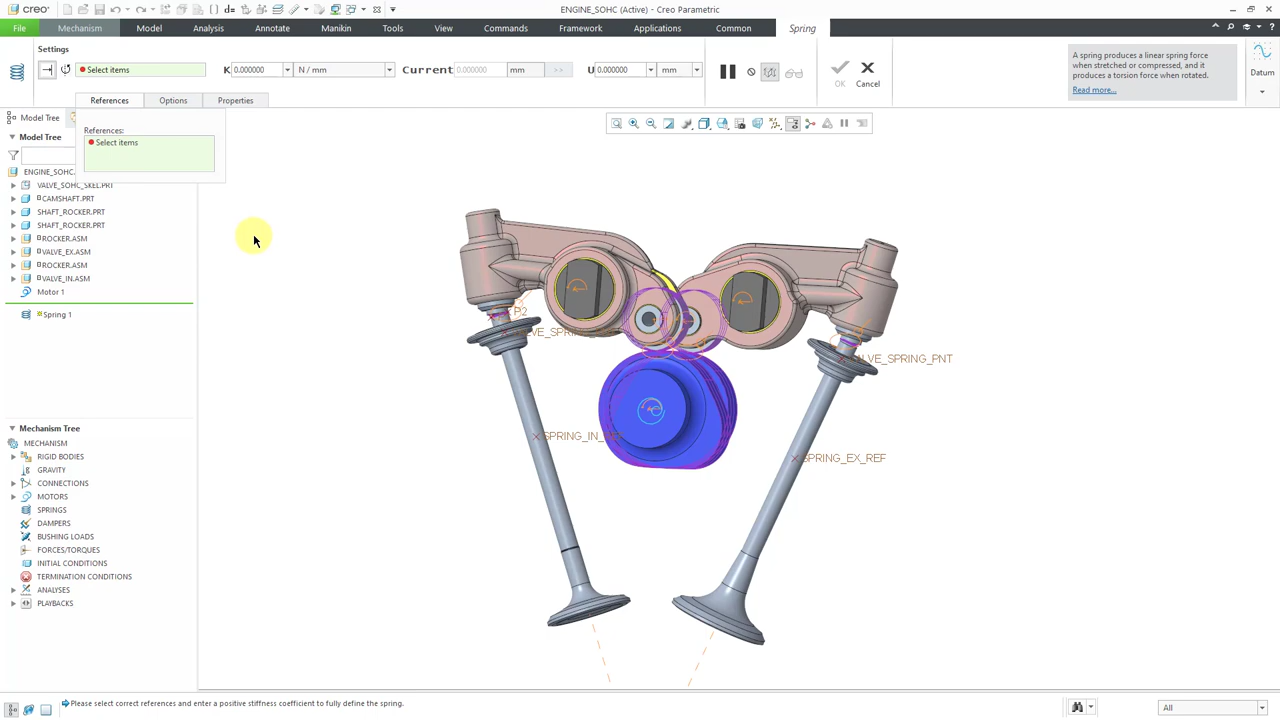 creo
ENGINE_SOHC (Active) - Creo Parametric
File
Mechanism
Model
Analysis
Annotate
Manikin
Tools
View
Commands
Framework
Applications
Common
Spring
Settings
Select items
K 0.000000
N / mm
Current 0.000000
mm
>>
U 0.000000
mm
OK
Cancel
A spring produces a linear spring force
when stretched or compressed, and it
produces a torsion force when rotated.
Read more...
Datum
References
Options
Properties
References:
Select items
Model Tree
Model Tree
ENGINE_SOHC.
VALVE_SOHC_SKEL.PRT
CAMSHAFT.PRT
SHAFT_ROCKER.PRT
SHAFT_ROCKER.PRT
ROCKER.ASM
VALVE_EX.ASM
ROCKER.ASM
VALVE_IN.ASM
Motor 1
Spring 1
Mechanism Tree
MECHANISM
RIGID BODIES
GRAVITY
CONNECTIONS
MOTORS
SPRINGS
DAMPERS
BUSHING LOADS
FORCES/TORQUES
INITIAL CONDITIONS
TERMINATION CONDITIONS
ANALYSES
PLAYBACKS
VALVE_SPRING_PNT
SPRING_EX_REF
Please select correct references and enter a positive stiffness coefficient to fully define the spring.
All